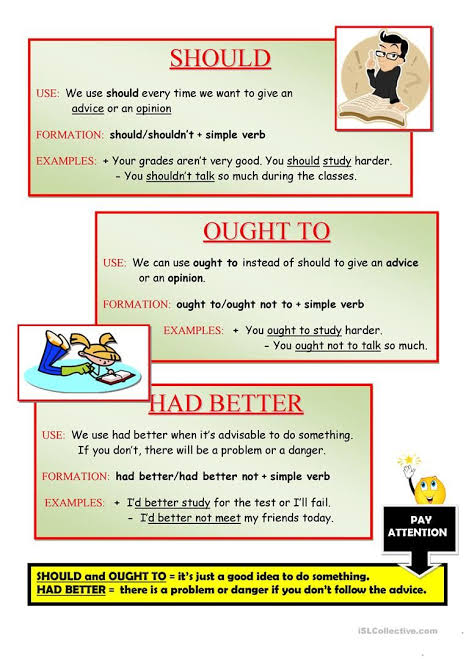 SHOULD
USE: We use should every time we want to give an
advice or an opinion
FORMATION: should/shouldn't + simple verb
EXAMPLES: + Your grades aren't very good. You should study harder.
- You shouldn't talk so much during the classes.
OUGHT TO
USE: We can use ought to instead of should to give an advice
or an opinion.
FORMATION: ought to/ought not to + simple verb
EXAMPLES: + You ought to study harder.
- You ought not to talk so much.
HAD BETTER
USE: We use had better when it's advisable to do something.
If you don't, there will be a problem or a danger.
FORMATION: had better/had better not + simple verb
EXAMPLES: + I'd better study for the test or I'll fail.
- I'd better not meet my friends today.
PAY
ATTENTION
SHOULD and OUGHT TO = it's just a good idea to do something.
HAD BETTER = there is a problem or danger if you don't follow the advice.
iSLCollective.com